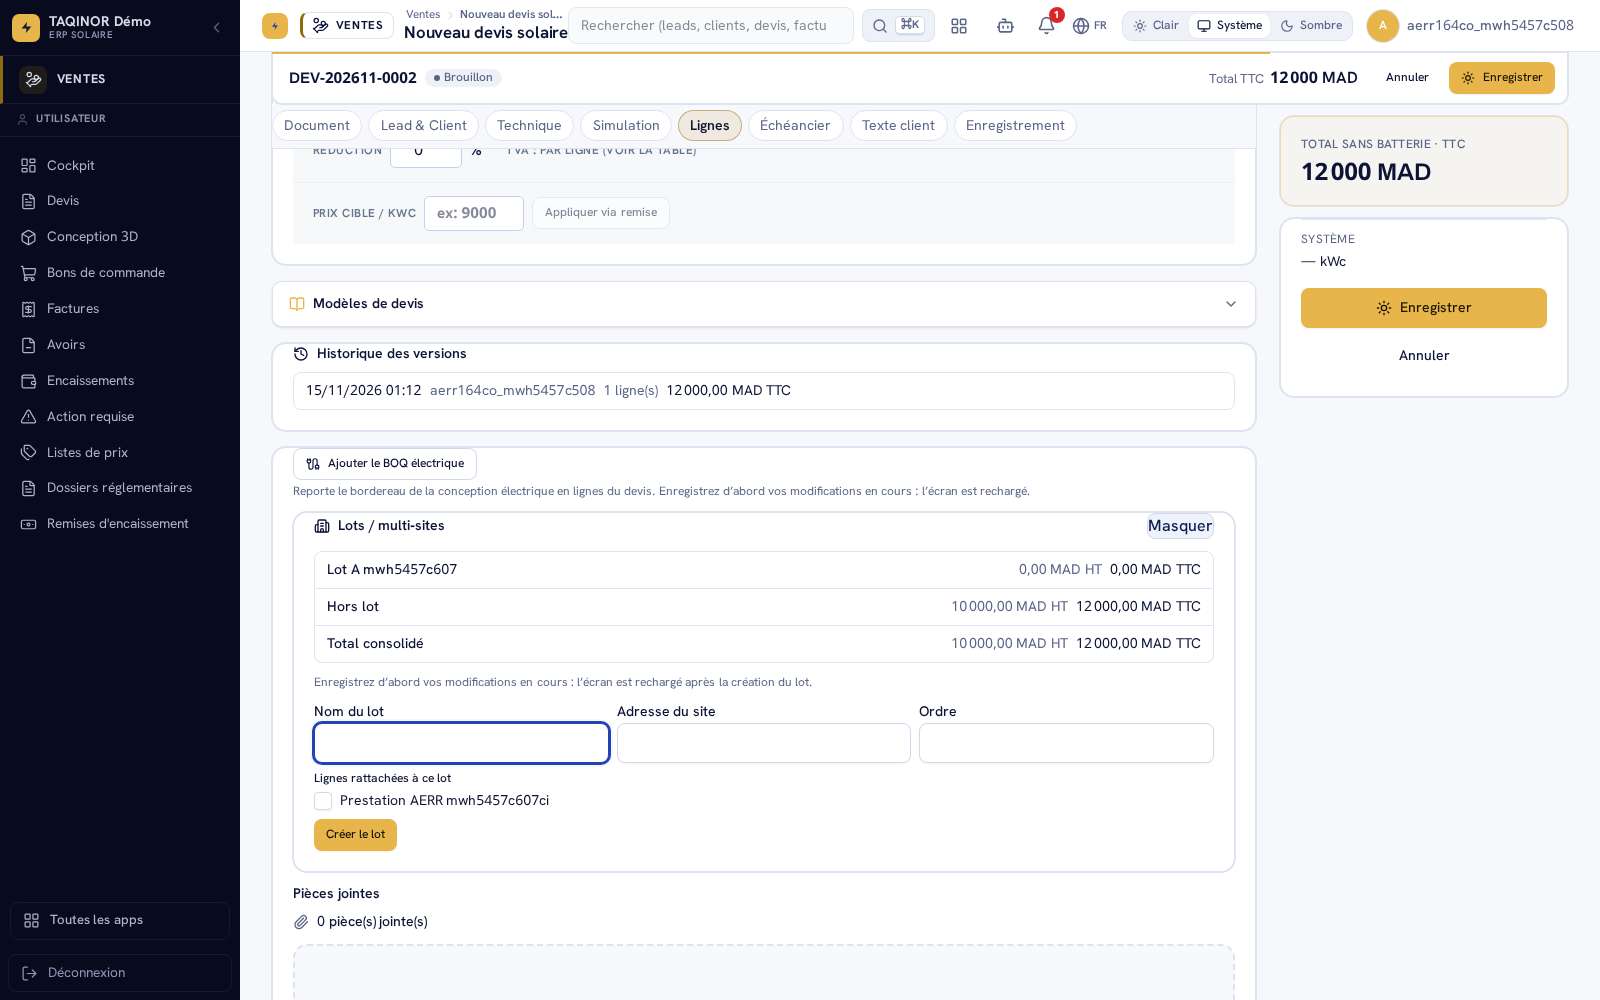 TAQINOR Démo
ERP SOLAIRE
VENTES
UTILISATEUR
Cockpit
Devis
Conception 3D
Bons de commande
Factures
Avoirs
Encaissements
Action requise
Listes de prix
Dossiers réglementaires
Remises d'encaissement
Toutes les apps
Déconnexion
VENTES
Ventes
Nouveau devis sol...
Nouveau devis solaire
Rechercher (leads, clients, devis, factu
⌘K
1
FR
Clair
Système
Sombre
A
aerr164co_mwh5457c508
DEV-202611-0002
Brouillon
Total TTC 12 000 MAD
Annuler
Enregistrer
Document
Lead & Client
Technique
Simulation
Lignes
Échéancier
Texte client
Enregistrement
RÉDUCTION
0
%
TVA : PAR LIGNE (VOIR LA TABLE)
PRIX CIBLE / KWC
ex: 9000
Appliquer via remise
Modèles de devis
Historique des versions
15/11/2026 01:12 aerr164co_mwh5457c508 1 ligne(s) 12 000,00 MAD TTC
Ajouter le BOQ électrique
Reporte le bordereau de la conception électrique en lignes du devis. Enregistrez d’abord vos modifications en cours : l’écran est rechargé.
Lots / multi-sites
Masquer
Lot A mwh5457c607 0,00 MAD HT 0,00 MAD TTC
Hors lot 10 000,00 MAD HT 12 000,00 MAD TTC
Total consolidé 10 000,00 MAD HT 12 000,00 MAD TTC
Enregistrez d’abord vos modifications en cours : l’écran est rechargé après la création du lot.
Nom du lot
Adresse du site
Ordre
Lignes rattachées à ce lot
Prestation AERR mwh5457c607ci
Créer le lot
Pièces jointes
0 pièce(s) jointe(s)
TOTAL SANS BATTERIE · TTC
12 000 MAD
SYSTÈME
— kWc
Enregistrer
Annuler